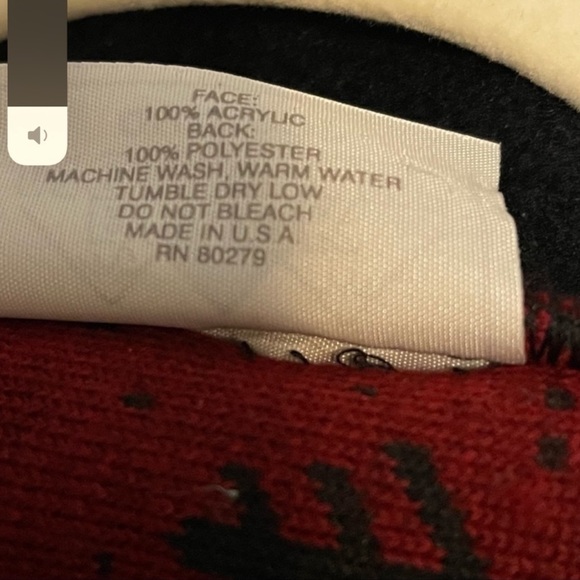 FACE:
100% ACRYLIC
BACK:
100% POLYESTER
MACHINE WASH, WARM WATER
TUMBLE DRY LOW
DO NOT BLEACH
MADE IN U.S.A
RN 80279